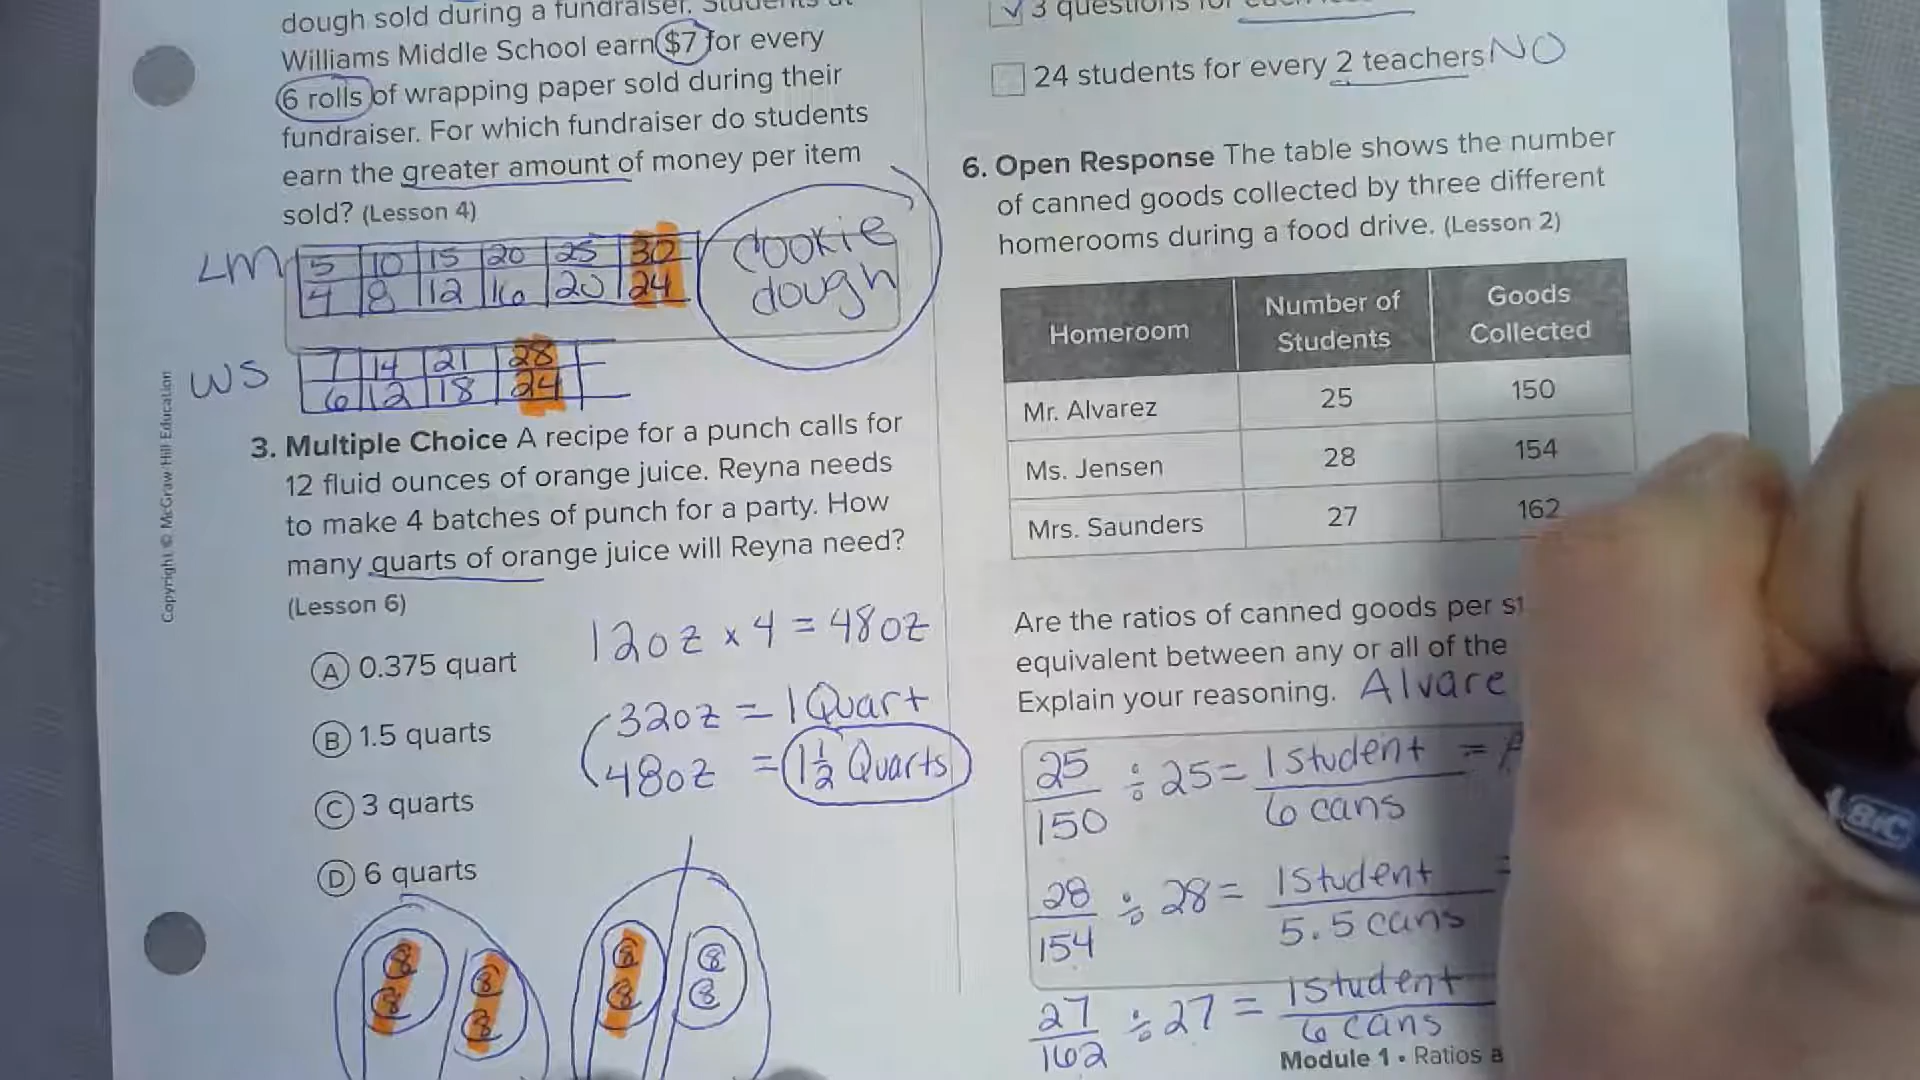 dough sold during a fundraiser. Students at
Williams Middle School earn $7 for every
6 rolls of wrapping paper sold during their
fundraiser. For which fundraiser do students
earn the greater amount of money per item
sold? (Lesson 4)
LM
5 10 15 20 25 30
4 8 12 16 20 24
cookie
dough
WS
7 14 21 28
6 12 18 24
Copyright © McGraw-Hill Education
3. Multiple Choice A recipe for a punch calls for
12 fluid ounces of orange juice. Reyna needs
to make 4 batches of punch for a party. How
many quarts of orange juice will Reyna need?
(Lesson 6)
12oz x 4 = 48oz
A 0.375 quart
32oz = 1 Quart
B 1.5 quarts
48oz = 1 1/2 Quarts
C 3 quarts
D 6 quarts
8 8 8 8
8 8 8 8
3 questions for
24 students for every 2 teachers NO
6. Open Response The table shows the number
of canned goods collected by three different
homerooms during a food drive. (Lesson 2)
Homeroom Number of Students Goods Collected
Mr. Alvarez 25 150
Ms. Jensen 28 154
Mrs. Saunders 27 162
Are the ratios of canned goods per
equivalent between any or all of the
Explain your reasoning. Alvare
25/150 ÷ 25 = 1 student/6 cans =
28/154 ÷ 28 = 1 student/5.5 cans =
27/162 ÷ 27 = 1 student/6 cans
Module 1 • Ratios a
BIC